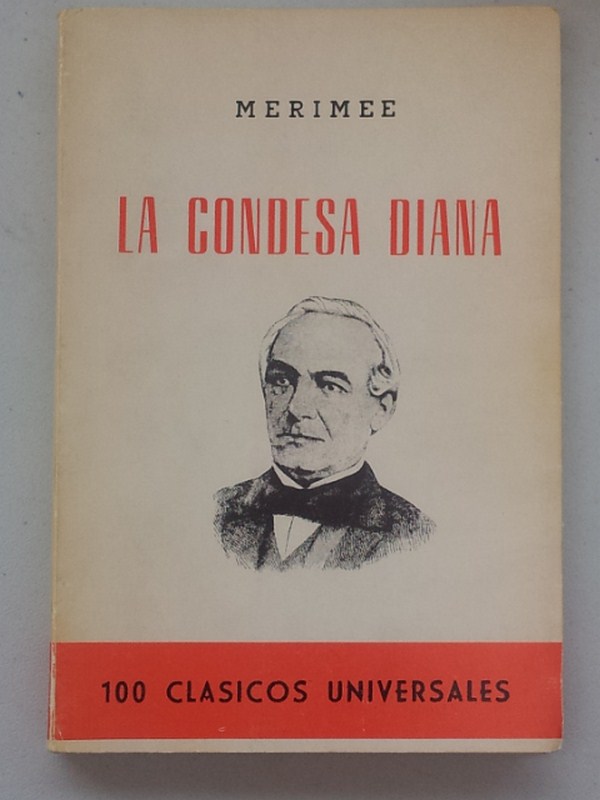 MERIMEE
LA CONDESA DIANA
100 CLASICOS UNIVERSALES